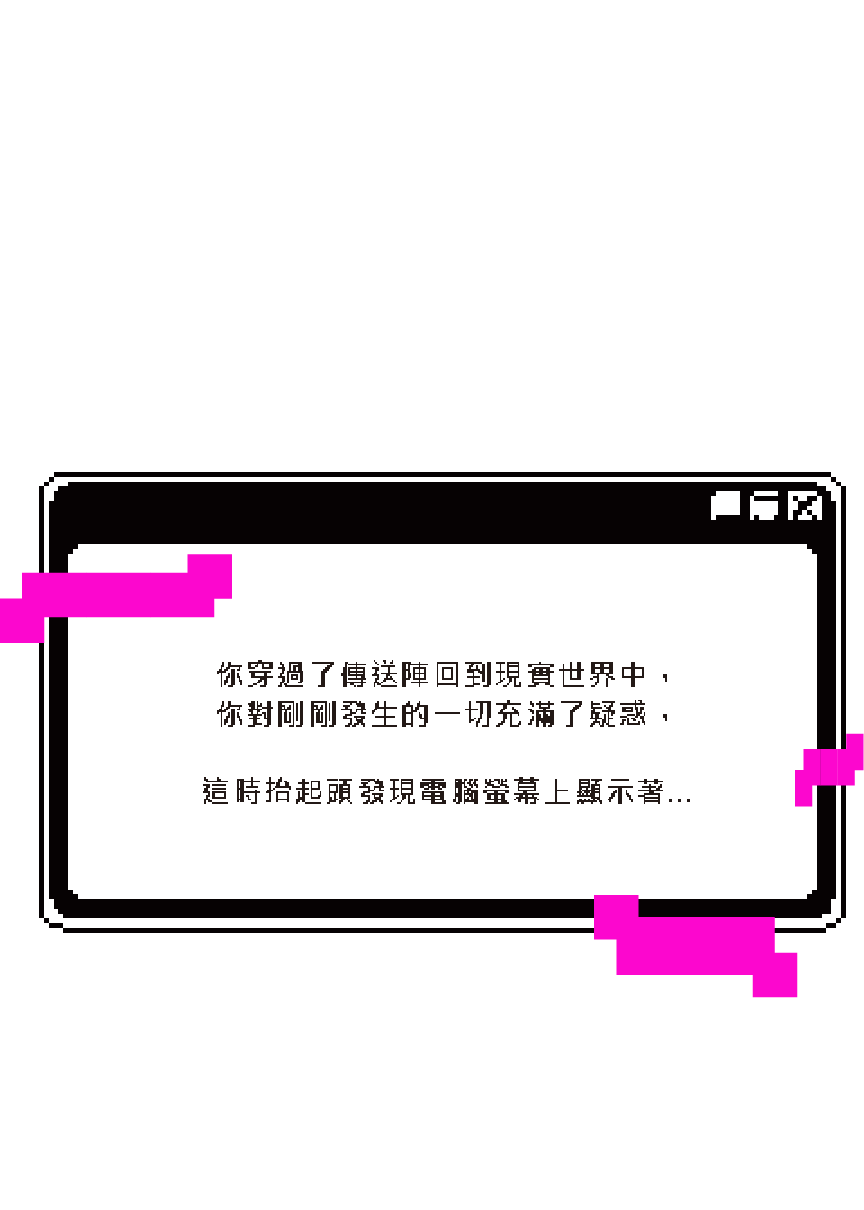 你穿過了傳送陣回到現實世界中，
你對剛剛發生的一切充滿了疑惑，
這時抬起頭發現電腦螢幕上顯示著...